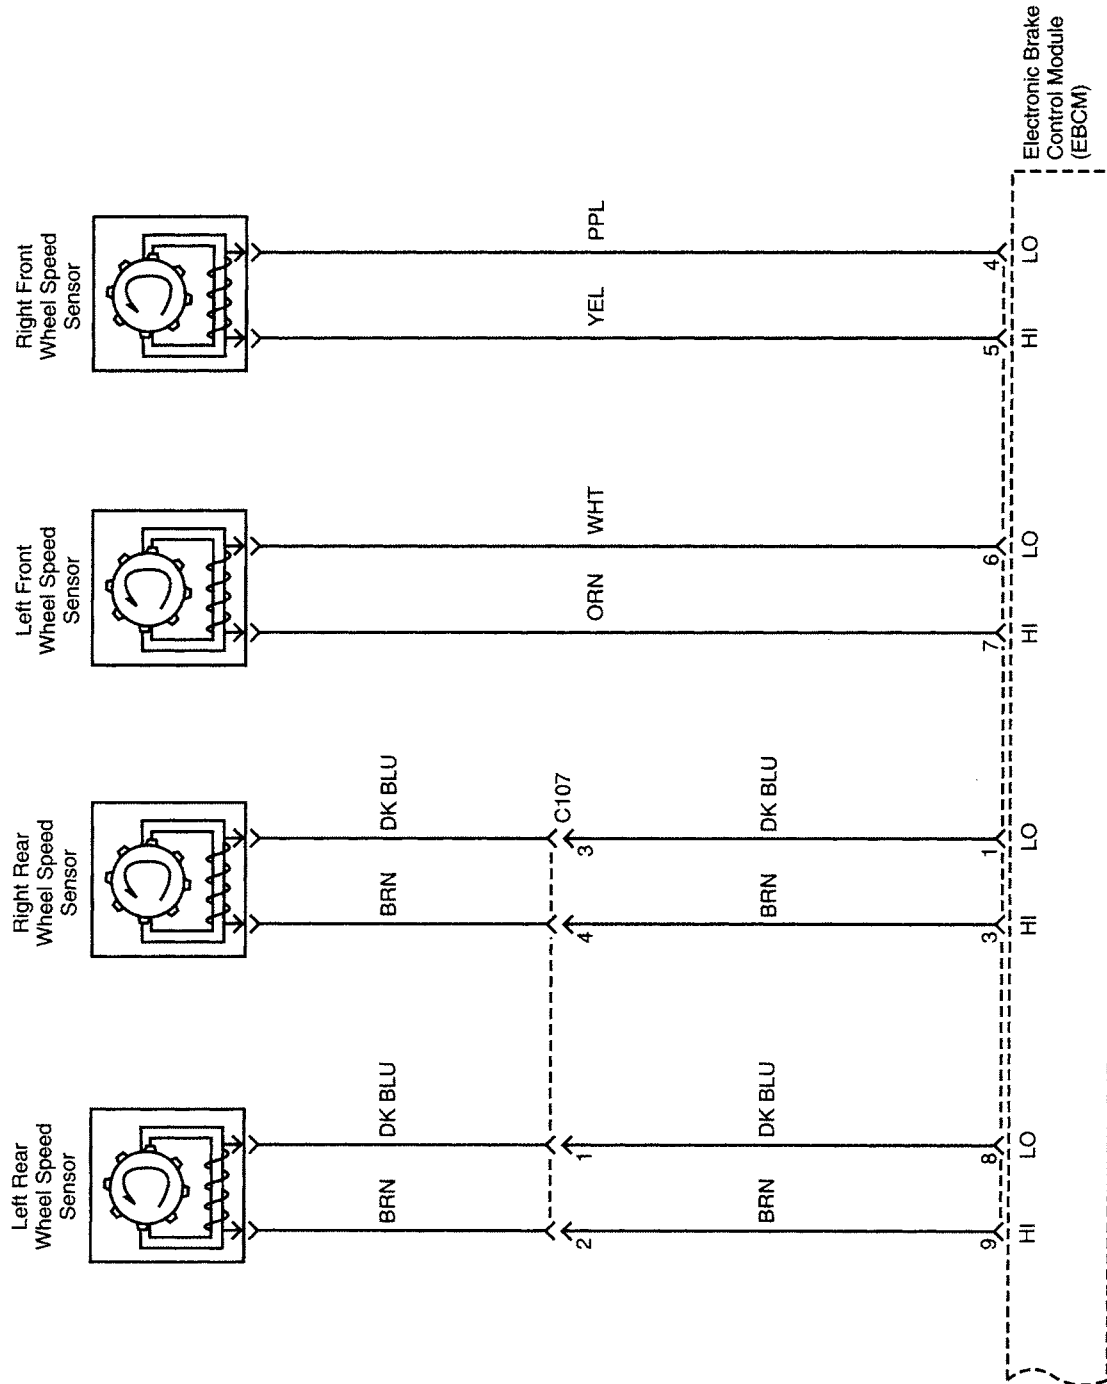 Left Rear
Wheel Speed
Sensor
Right Rear
Wheel Speed
Sensor
Left Front
Wheel Speed
Sensor
Right Front
Wheel Speed
Sensor
BRN
DK BLU
BRN
DK BLU
ORN
WHT
YEL
PPL
2
1
4
3
C107
BRN
DK BLU
BRN
DK BLU
9
8
3
1
7
6
5
4
HI
LO
HI
LO
HI
LO
HI
LO
Electronic Brake
Control Module
(EBCM)